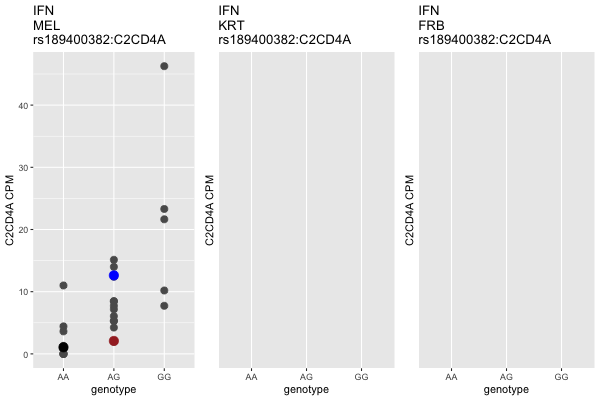 IFN
MEL
rs189400382:C2CD4A
C2CD4A CPM
40
30
20
10
0
AA
AG
GG
genotype
IFN
KRT
rs189400382:C2CD4A
C2CD4A CPM
AA
AG
GG
genotype
IFN
FRB
rs189400382:C2CD4A
C2CD4A CPM
AA
AG
GG
genotype